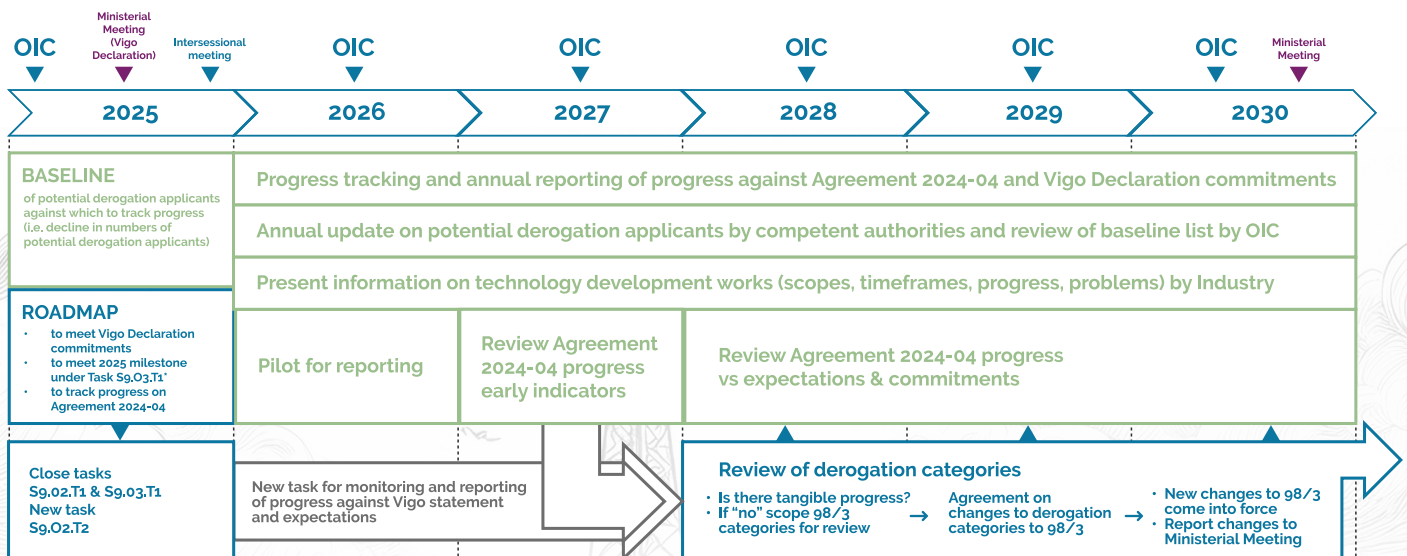 OIC
Ministerial
Meeting
(Vigo
Declaration)
Intersessional
meeting
OIC
OIC
OIC
OIC
OIC
Ministerial
Meeting
2025
2026
2027
2028
2029
2030
BASELINE
of potential derogation applicants
against which to track progress
(i.e. decline in numbers of
potential derogation applicants)
Progress tracking and annual reporting of progress against Agreement 2024-04 and Vigo Declaration commitments
Annual update on potential derogation applicants by competent authorities and review of baseline list by OIC
Present information on technology development works (scopes, timeframes, progress, problems) by Industry
ROADMAP
• to meet Vigo Declaration
commitments
• to meet 2025 milestone
under Task S9.O3.T1*
• to track progress on
Agreement 2024-04
Pilot for reporting
Review Agreement
2024-04 progress
early indicators
Review Agreement 2024-04 progress
vs expectations & commitments
Close tasks
S9.02.T1 & S9.03.T1
New task
S9.O2.T2
New task for monitoring and reporting
of progress against Vigo statement
and expectations
Review of derogation categories
• Is there tangible progress?
• If “no” scope 98/3
categories for review
→
Agreement on
changes to derogation
categories to 98/3
→
• New changes to 98/3
come into force
• Report changes to
Ministerial Meeting